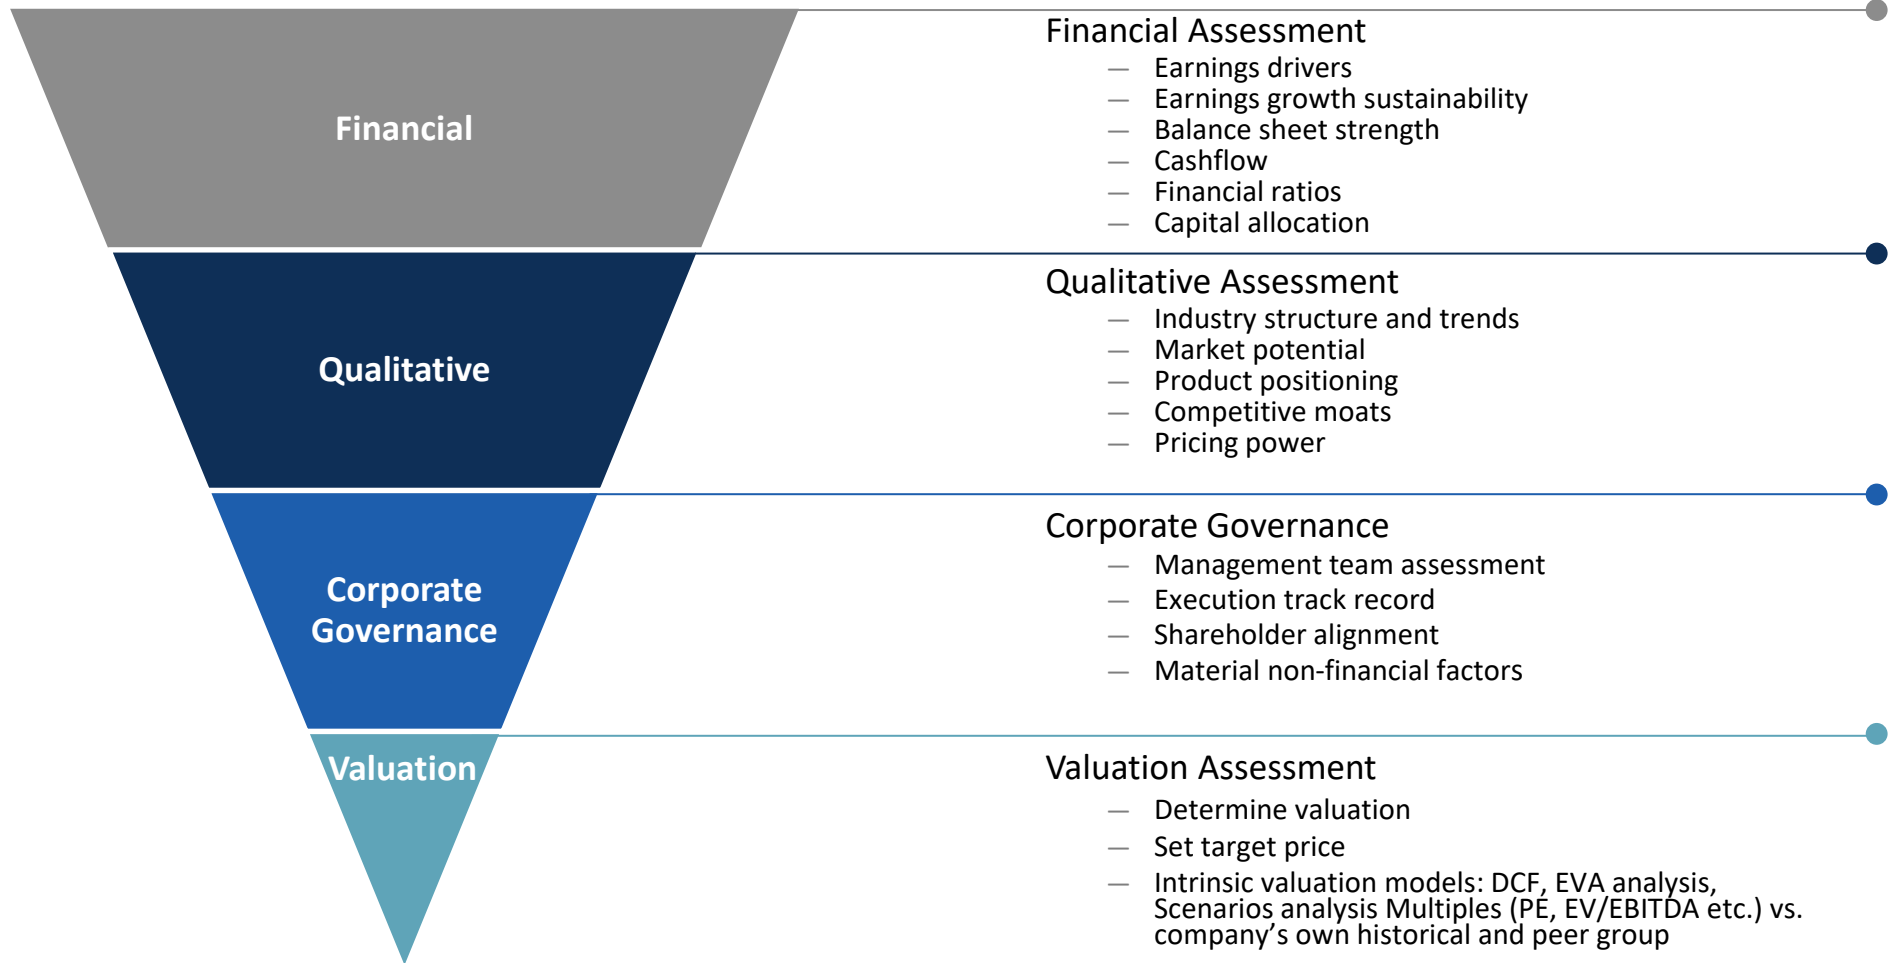 Financial
Financial Assessment
— Earnings drivers
— Earnings growth sustainability
— Balance sheet strength
— Cashflow
— Financial ratios
— Capital allocation
Qualitative
Qualitative Assessment
— Industry structure and trends
— Market potential
— Product positioning
— Competitive moats
— Pricing power
Corporate
Governance
Corporate Governance
— Management team assessment
— Execution track record
— Shareholder alignment
— Material non-financial factors
Valuation
Valuation Assessment
— Determine valuation
— Set target price
— Intrinsic valuation models: DCF, EVA analysis,
Scenarios analysis Multiples (PE, EV/EBITDA etc.) vs.
company’s own historical and peer group